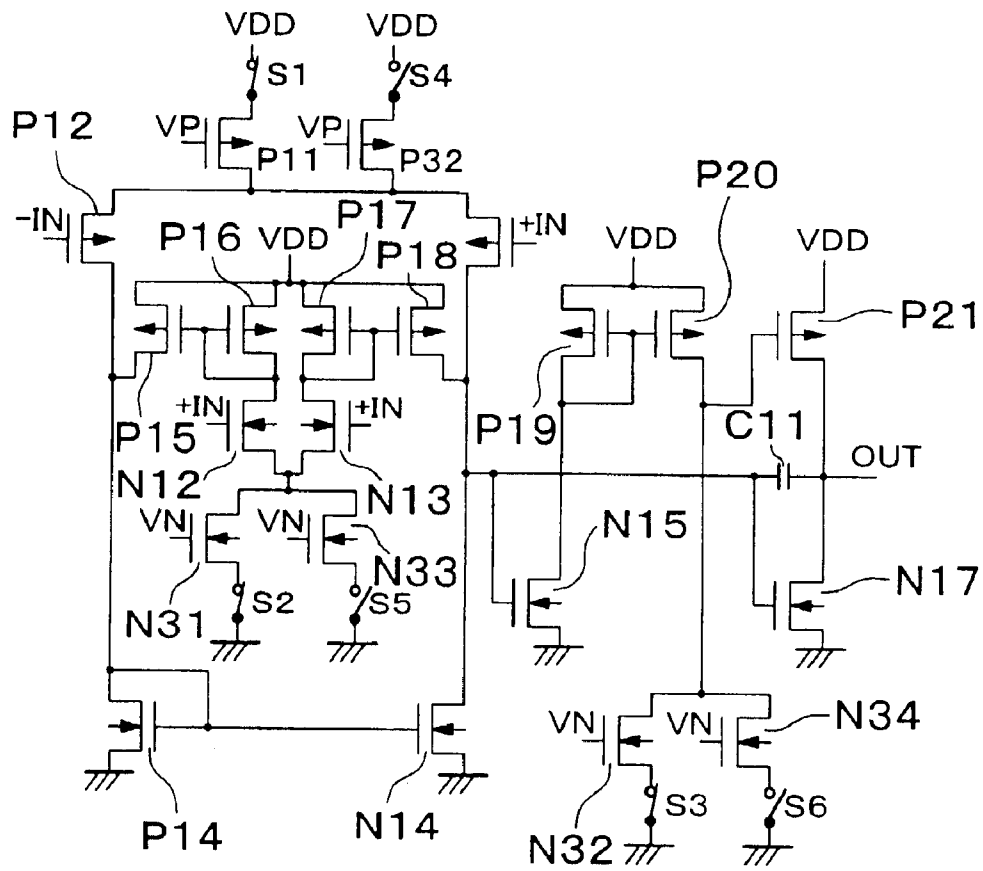 VDD VDD
S1 S4
P12 VP P11 VP P32
P20
-IN P16 P17 +IN
VDD P18 VDD VDD
P21
P15 +IN +IN P19 C11
OUT
N12 N13
VN VN N15
N33 N17
N31 S2 S5
VN VN N34
P14 N14 S3 S6
N32